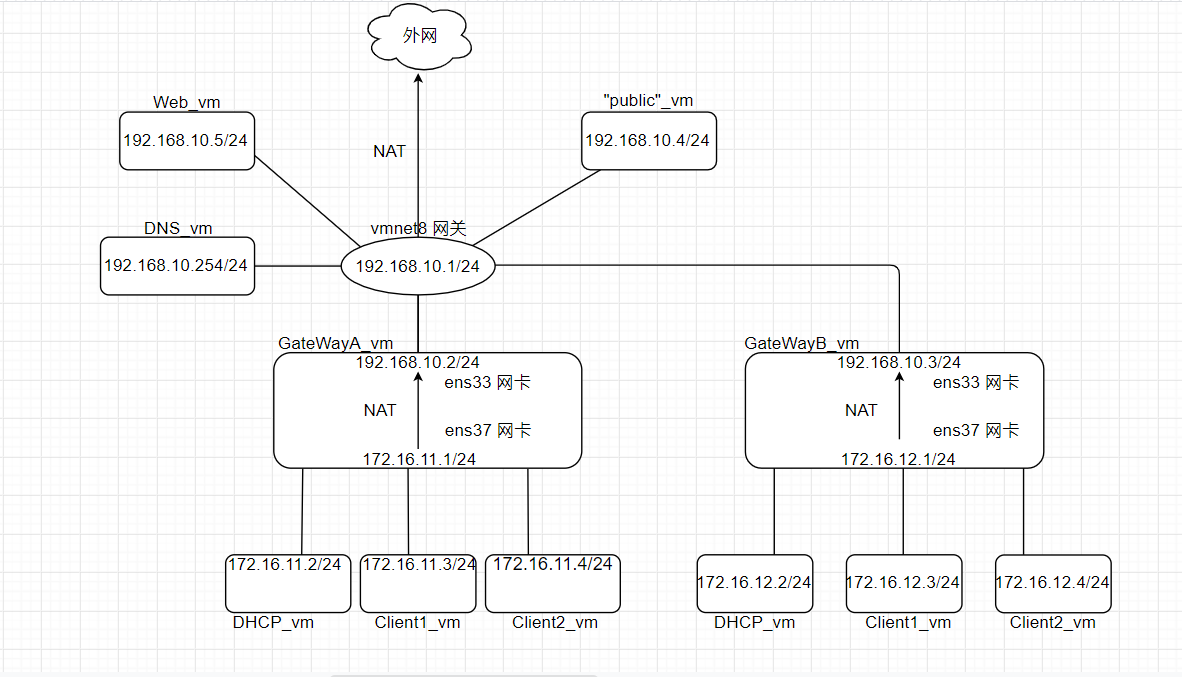 外网
Web_vm
"public"_vm
192.168.10.5/24
192.168.10.4/24
NAT
DNS_vm
vmnet8 网关
192.168.10.254/24
192.168.10.1/24
GateWayA_vm
192.168.10.2/24
ens33 网卡
NAT
ens37 网卡
172.16.11.1/24
GateWayB_vm
192.168.10.3/24
ens33 网卡
NAT
ens37 网卡
172.16.12.1/24
172.16.11.2/24
172.16.11.3/24
172.16.11.4/24
DHCP_vm
Client1_vm
Client2_vm
172.16.12.2/24
172.16.12.3/24
172.16.12.4/24
DHCP_vm
Client1_vm
Client2_vm